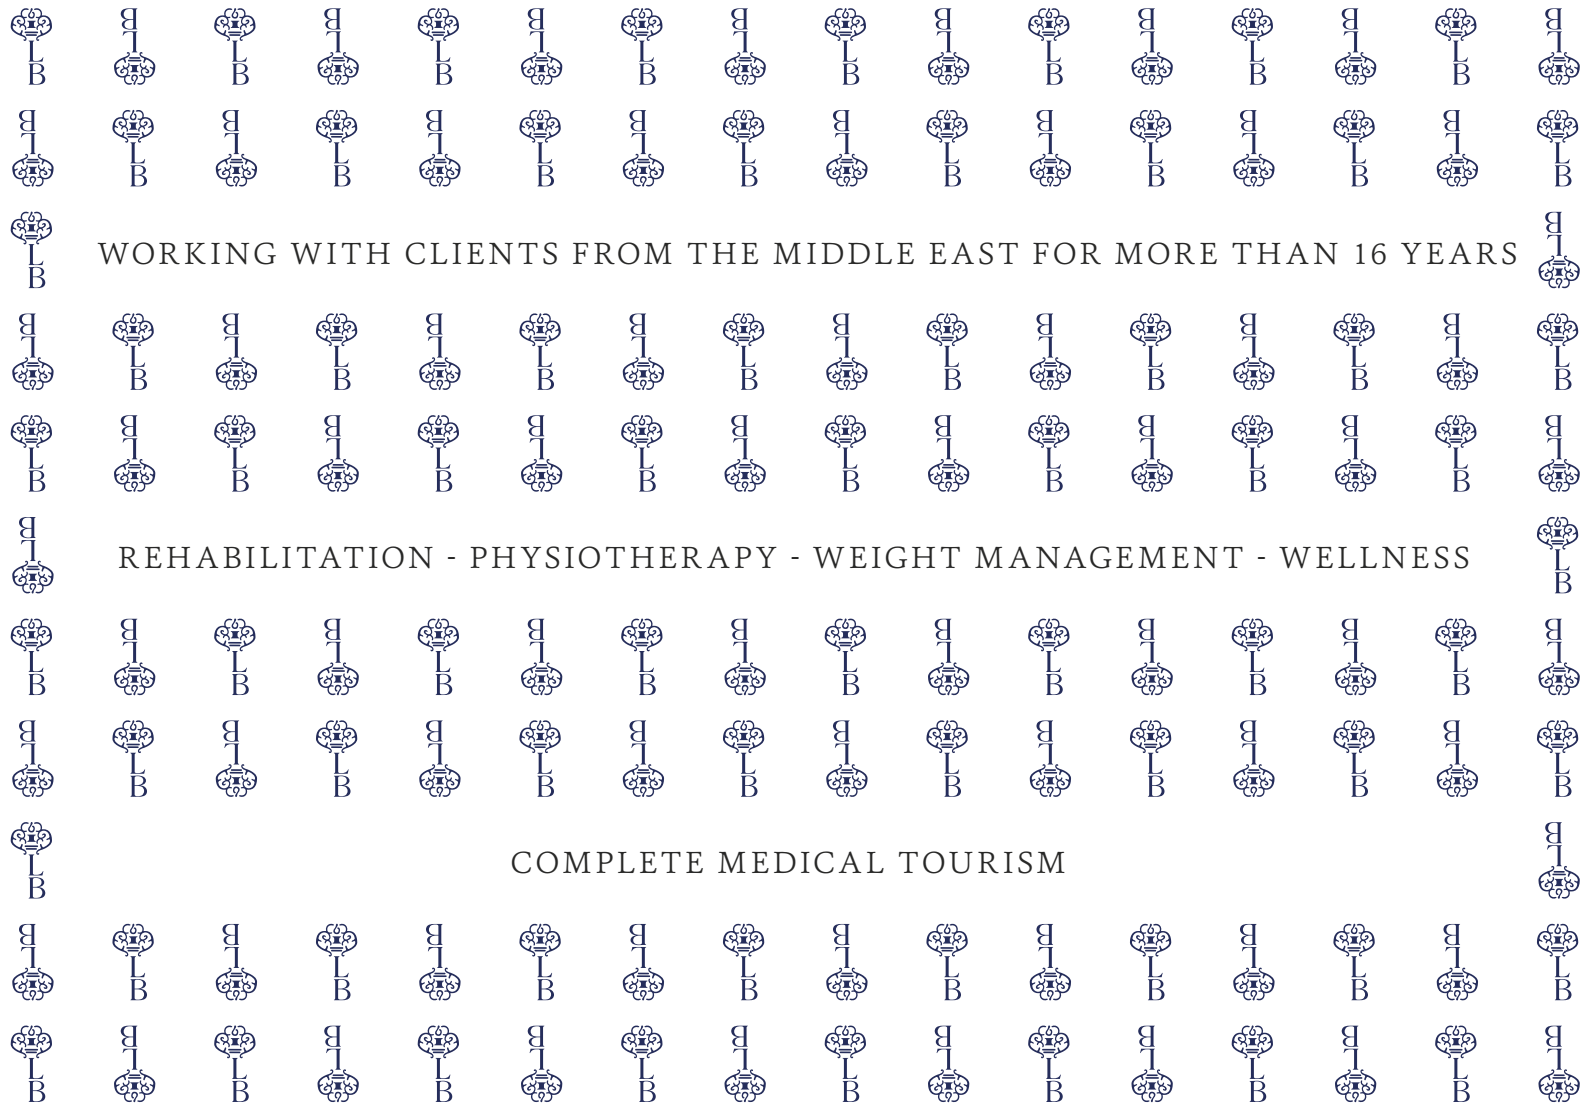 WORKING WITH CLIENTS FROM THE MIDDLE EAST FOR MORE THAN 16 YEARS
REHABILITATION - PHYSIOTHERAPY - WEIGHT MANAGEMENT - WELLNESS
COMPLETE MEDICAL TOURISM